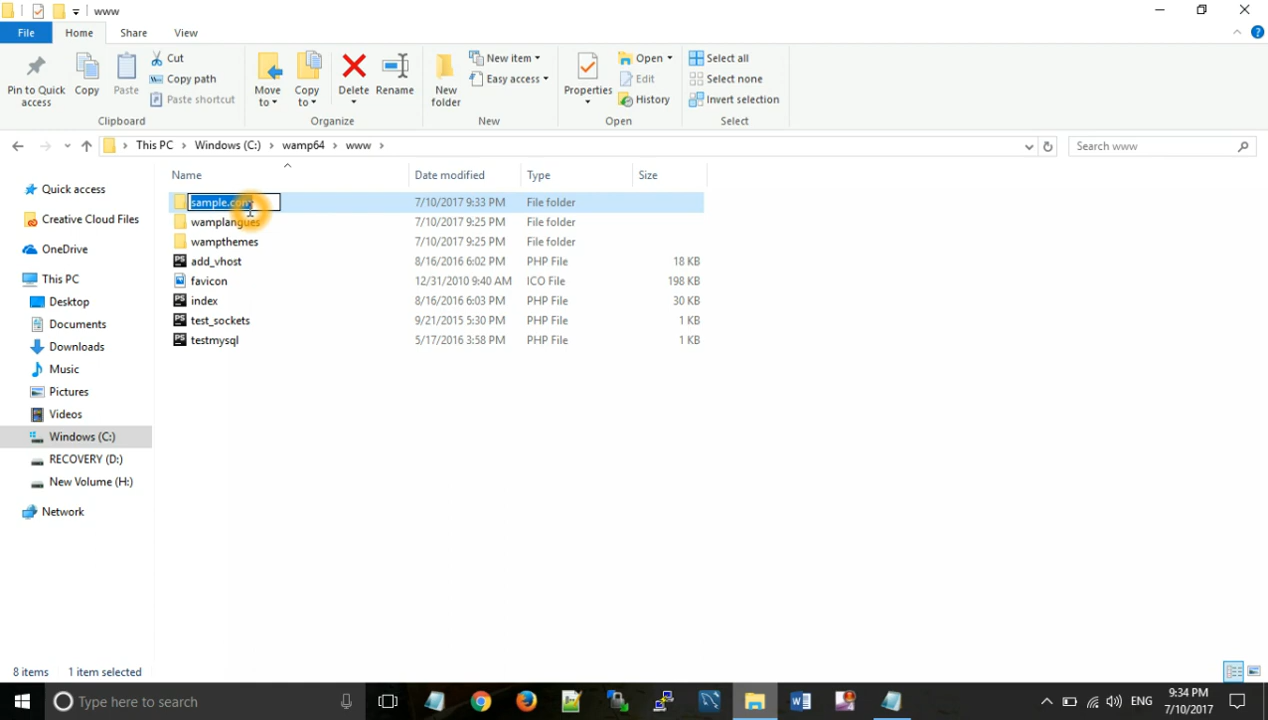 www
File Home Share View
Pin to Quick access
Copy
Paste
Cut
Copy path
Paste shortcut
Clipboard
Move to
Copy to
Delete
Rename
Organize
New folder
New item
Easy access
New
Properties
Open
Edit
History
Open
Select all
Select none
Invert selection
Select
This PC Windows (C:) wamp64 www
Search www
Name Date modified Type Size
sample.com 7/10/2017 9:33 PM File folder
wamplangues 7/10/2017 9:25 PM File folder
wampthemes 7/10/2017 9:25 PM File folder
add_vhost 8/16/2016 6:02 PM PHP File 18 KB
favicon 12/31/2010 9:40 AM ICO File 198 KB
index 8/16/2016 6:03 PM PHP File 30 KB
test_sockets 9/21/2015 5:30 PM PHP File 1 KB
testmysql 5/17/2016 3:58 PM PHP File 1 KB
Quick access
Creative Cloud Files
OneDrive
This PC
Desktop
Documents
Downloads
Music
Pictures
Videos
Windows (C:)
RECOVERY (D:)
New Volume (H:)
Network
8 items 1 item selected
Type here to search
ENG
9:34 PM
7/10/2017